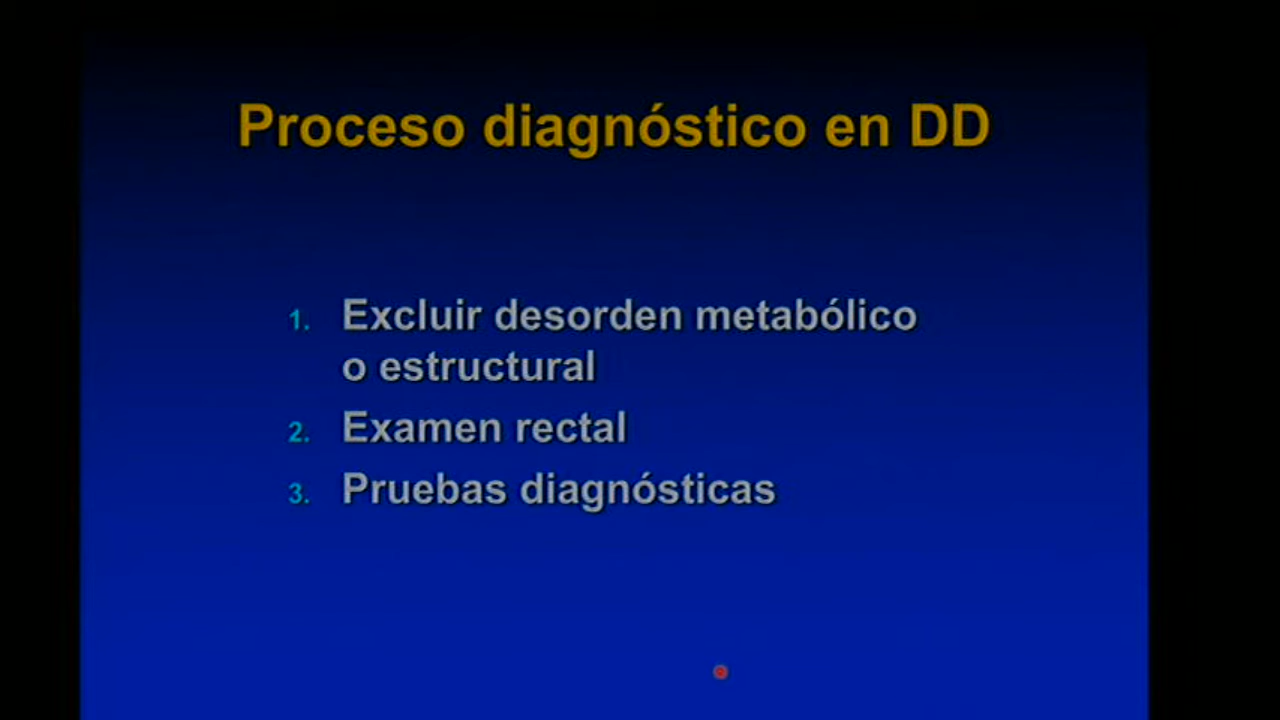 Proceso diagnóstico en DD
1. Excluir desorden metabólico
o estructural
2. Examen rectal
3. Pruebas diagnósticas